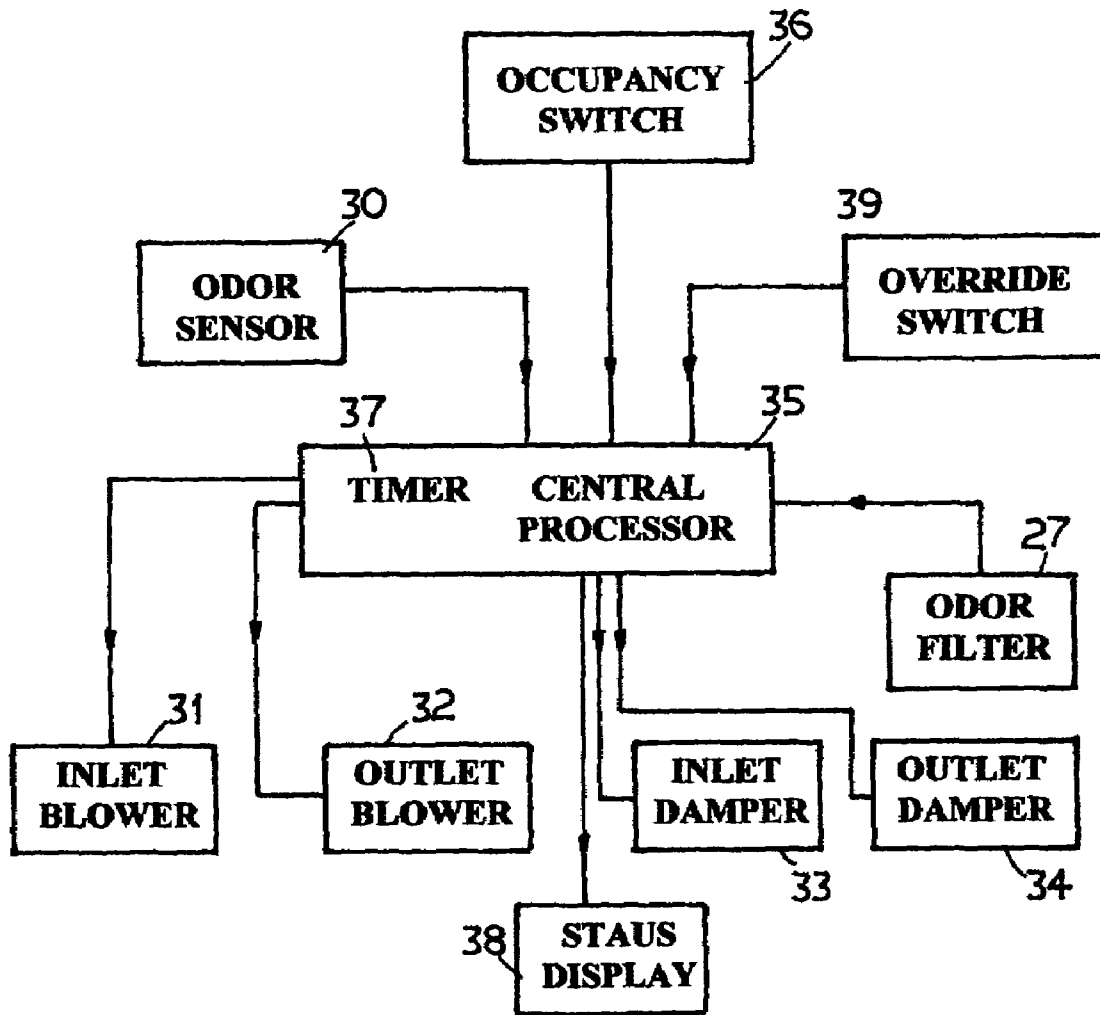 36
OCCUPANCY
SWITCH
30
ODOR
SENSOR
39
OVERRIDE
SWITCH
37
35
TIMER CENTRAL
PROCESSOR
27
ODOR
FILTER
31
INLET
BLOWER
32
OUTLET
BLOWER
INLET
DAMPER
33
OUTLET
DAMPER
34
38
STAUS
DISPLAY